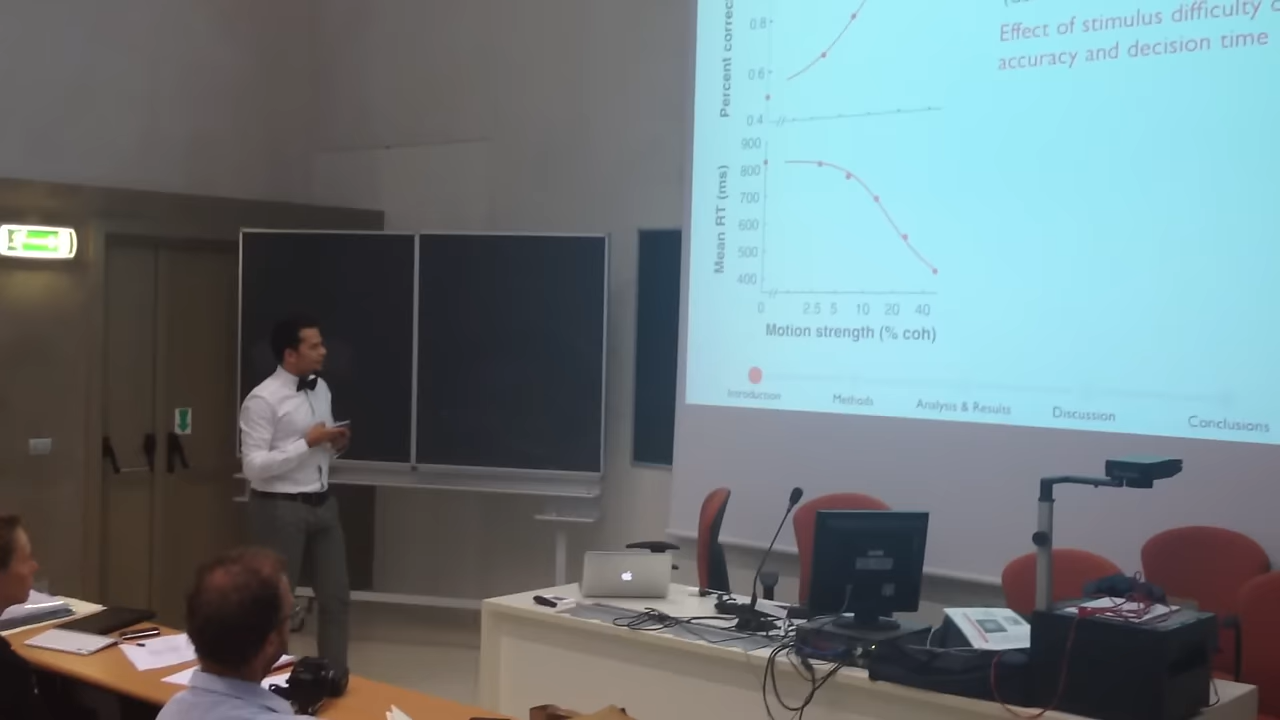 Effect of stimulus difficulty
accuracy and decision time
Percent correc
0.8
0.6
0.4
Mean RT (ms)
900
800
700
600
500
400
0 2.5 5 10 20 40
Motion strength (% coh)
Introduction Methods Analysis & Results Discussion Conclusions